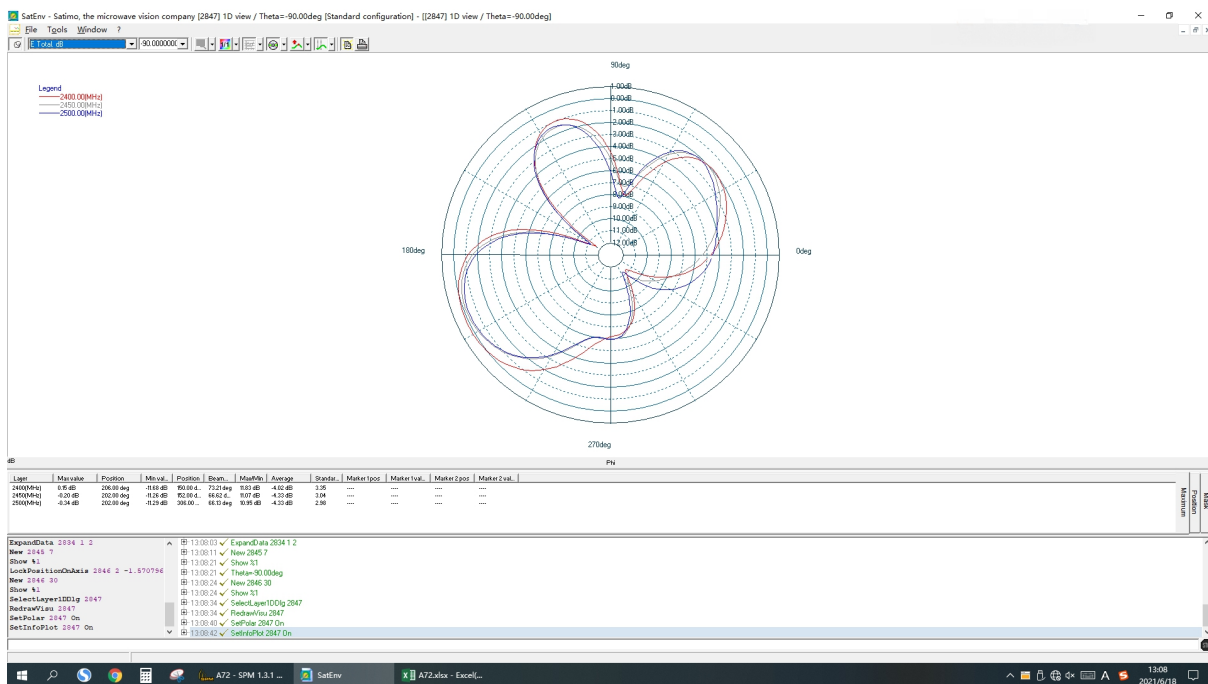 SatEnv - Satimo, the microwave vision company [2847] 1D view / Theta=-90.00deg [Standard configuration] - [[2847] 1D view / Theta=-90.00deg]
File Tools Window ?
E Total, dB -90.000000(
Legend
2400.00(MHz)
2450.00(MHz)
2500.00(MHz)
90deg
1.00dB
0.00dB
-1.00dB
-2.00dB
-3.00dB
-4.00dB
-5.00dB
-6.00dB
-7.00dB
-8.00dB
-9.00dB
-10.00dB
-11.00dB
-12.00dB
180deg
0deg
270deg
dB Phi
Layer Max value Position Min val... Position Beam... Max/Min Average Standar... Marker 1 pos Marker 1 val... Marker 2 pos Marker 2 val...
2400(MHz) 0.15 dB 206.00 deg -11.68 dB 150.00 d... 73.21 deg 11.83 dB -4.02 dB 3.35 ---- ---- ---- ----
2450(MHz) -0.20 dB 202.00 deg -11.26 dB 152.00 d... 66.62 d... 11.07 dB -4.33 dB 3.04 ---- ---- ---- ----
2500(MHz) -0.34 dB 202.00 deg -11.29 dB 306.00 ... 66.13 deg 10.95 dB -4.33 dB 2.98 ---- ---- ---- ----
Maximum
Position
Mask
ExpandData 2834 1 2
New 2845 7
Show %1
LockPositionOnAxis 2846 2 -1.570796
New 2846 30
Show %1
SelectLayer1DDlg 2847
RedrawVisu 2847
SetPolar 2847 On
SetInfoPlot 2847 On
13:08:03 ExpandData 2834 1 2
13:08:11 New 2845 7
13:08:21 Show %1
13:08:21 Theta=-90.00deg
13:08:24 New 2846 30
13:08:24 Show %1
13:08:34 SelectLayer1DDlg 2847
13:08:34 RedrawVisu 2847
13:08:40 SetPolar 2847 On
13:08:42 SetInfoPlot 2847 On
A72 - SPM 1.3.1 ... SatEnv A72.xlsx - Excel(... A 13:08
2021/6/18